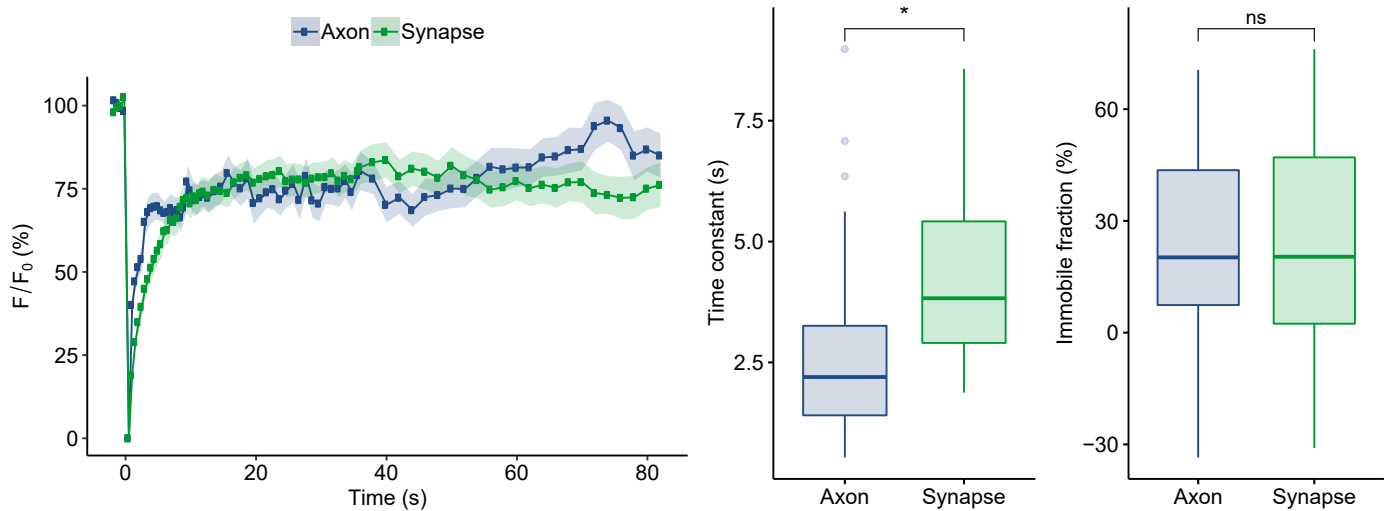 Axon Synapse
F/F₀ (%)
100
75
50
25
0
0 20 40 60 80
Time (s)
*
Time constant (s)
7.5
5.0
2.5
Axon Synapse
ns
Immobile fraction (%)
60
30
0
−30
Axon Synapse